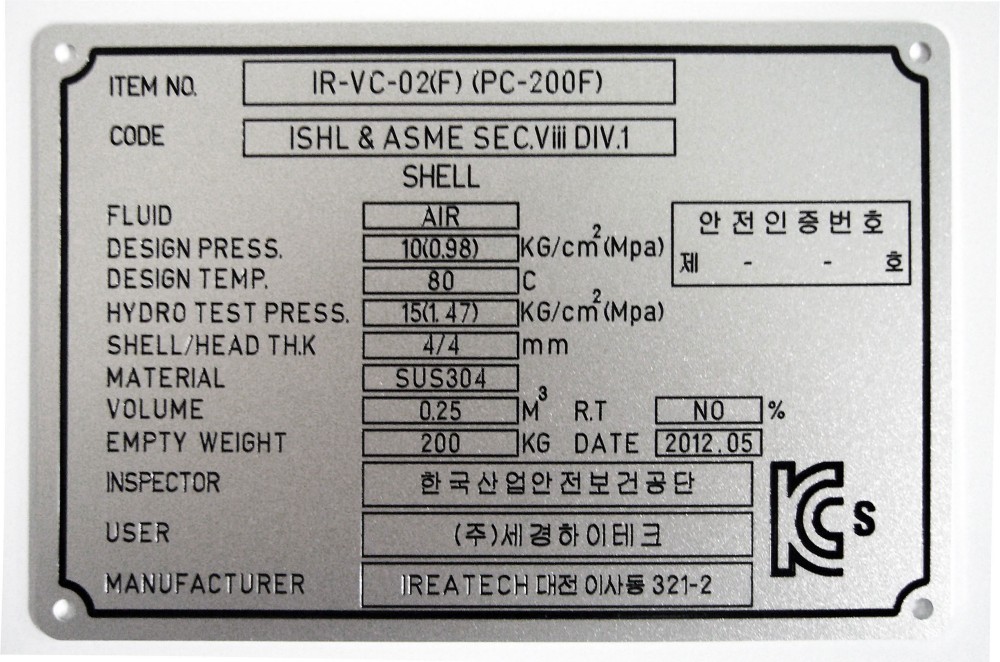 ITEM NO. IR-VC-02(F) (PC-200F)
CODE ISHL & ASME SEC.Viii DIV.1
SHELL
FLUID AIR
안전인증번호
DESIGN PRESS. 10(0.98) KG/cm²(Mpa)
제 - - 호
DESIGN TEMP. 80 C
HYDRO TEST PRESS. 15(1.47) KG/cm²(Mpa)
SHELL/HEAD TH.K 4/4 mm
MATERIAL SUS304
VOLUME 0.25 M³ R.T NO %
EMPTY WEIGHT 200 KG DATE 2012.05
INSPECTOR 한국산업안전보건공단
USER (주)세경하이테크
KCs
MANUFACTURER IREATECH 대전 이사동 321-2